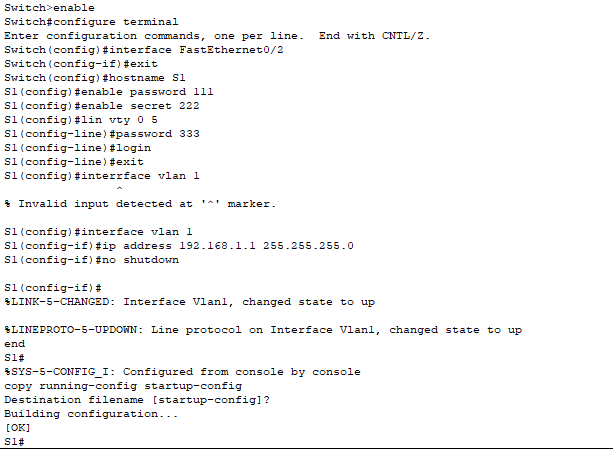 Switch>enable
Switch#configure terminal
Enter configuration commands, one per line.  End with CNTL/Z.
Switch(config)#interface FastEthernet0/2
Switch(config-if)#exit
Switch(config)#hostname S1
S1(config)#enable password 111
S1(config)#enable secret 222
S1(config)#lin vty 0 5
S1(config-line)#password 333
S1(config-line)#login
S1(config-line)#exit
S1(config)#interrface vlan 1
^
% Invalid input detected at '^' marker.
S1(config)#interface vlan 1
S1(config-if)#ip address 192.168.1.1 255.255.255.0
S1(config-if)#no shutdown
S1(config-if)#
%LINK-5-CHANGED: Interface Vlan1, changed state to up
%LINEPROTO-5-UPDOWN: Line protocol on Interface Vlan1, changed state to up
end
S1#
%SYS-5-CONFIG_I: Configured from console by console
copy running-config startup-config
Destination filename [startup-config]?
Building configuration...
[OK]
S1#